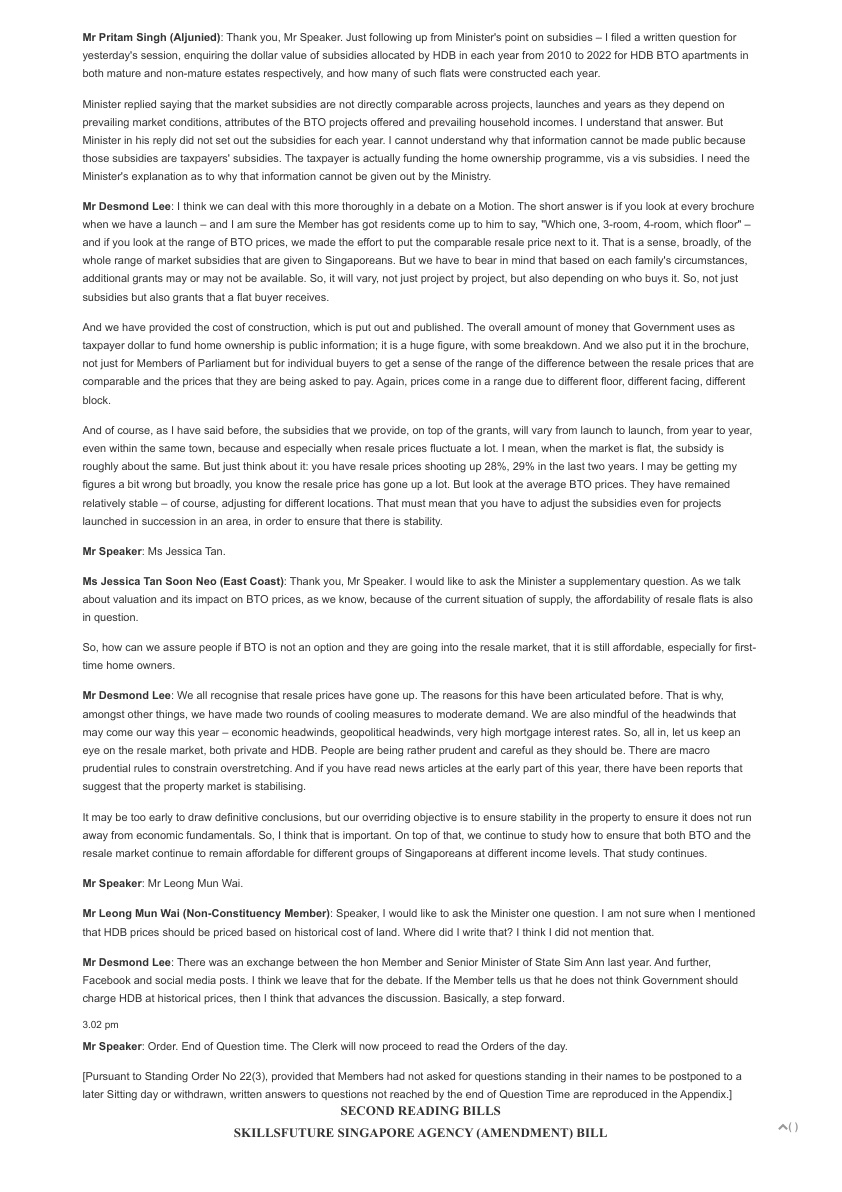 Mr Pritam Singh (Aljunied): Thank you, Mr Speaker. Just following up from Minister's point on subsidies – I filed a written question for
yesterday's session, enquiring the dollar value of subsidies allocated by HDB in each year from 2010 to 2022 for HDB BTO apartments in
both mature and non-mature estates respectively, and how many of such flats were constructed each year.
Minister replied saying that the market subsidies are not directly comparable across projects, launches and years as they depend on
prevailing market conditions, attributes of the BTO projects offered and prevailing household incomes. I understand that answer. But
Minister in his reply did not set out the subsidies for each year. I cannot understand why that information cannot be made public because
those subsidies are taxpayers' subsidies. The taxpayer is actually funding the home ownership programme, vis a vis subsidies. I need the
Minister's explanation as to why that information cannot be given out by the Ministry.
Mr Desmond Lee: I think we can deal with this more thoroughly in a debate on a Motion. The short answer is if you look at every brochure
when we have a launch – and I am sure the Member has got residents come up to him to say, "Which one, 3-room, 4-room, which floor" –
and if you look at the range of BTO prices, we made the effort to put the comparable resale price next to it. That is a sense, broadly, of the
whole range of market subsidies that are given to Singaporeans. But we have to bear in mind that based on each family's circumstances,
additional grants may or may not be available. So, it will vary, not just project by project, but also depending on who buys it. So, not just
subsidies but also grants that a flat buyer receives.
And we have provided the cost of construction, which is put out and published. The overall amount of money that Government uses as
taxpayer dollar to fund home ownership is public information; it is a huge figure, with some breakdown. And we also put it in the brochure,
not just for Members of Parliament but for individual buyers to get a sense of the range of the difference between the resale prices that are
comparable and the prices that they are being asked to pay. Again, prices come in a range due to different floor, different facing, different
block.
And of course, as I have said before, the subsidies that we provide, on top of the grants, will vary from launch to launch, from year to year,
even within the same town, because and especially when resale prices fluctuate a lot. I mean, when the market is flat, the subsidy is
roughly about the same. But just think about it: you have resale prices shooting up 28%, 29% in the last two years. I may be getting my
figures a bit wrong but broadly, you know the resale price has gone up a lot. But look at the average BTO prices. They have remained
relatively stable – of course, adjusting for different locations. That must mean that you have to adjust the subsidies even for projects
launched in succession in an area, in order to ensure that there is stability.
Mr Speaker: Ms Jessica Tan.
Ms Jessica Tan Soon Neo (East Coast): Thank you, Mr Speaker. I would like to ask the Minister a supplementary question. As we talk
about valuation and its impact on BTO prices, as we know, because of the current situation of supply, the affordability of resale flats is also
in question.
So, how can we assure people if BTO is not an option and they are going into the resale market, that it is still affordable, especially for first-
time home owners.
Mr Desmond Lee: We all recognise that resale prices have gone up. The reasons for this have been articulated before. That is why,
amongst other things, we have made two rounds of cooling measures to moderate demand. We are also mindful of the headwinds that
may come our way this year – economic headwinds, geopolitical headwinds, very high mortgage interest rates. So, all in, let us keep an
eye on the resale market, both private and HDB. People are being rather prudent and careful as they should be. There are macro
prudential rules to constrain overstretching. And if you have read news articles at the early part of this year, there have been reports that
suggest that the property market is stabilising.
It may be too early to draw definitive conclusions, but our overriding objective is to ensure stability in the property to ensure it does not run
away from economic fundamentals. So, I think that is important. On top of that, we continue to study how to ensure that both BTO and the
resale market continue to remain affordable for different groups of Singaporeans at different income levels. That study continues.
Mr Speaker: Mr Leong Mun Wai.
Mr Leong Mun Wai (Non-Constituency Member): Speaker, I would like to ask the Minister one question. I am not sure when I mentioned
that HDB prices should be priced based on historical cost of land. Where did I write that? I think I did not mention that.
Mr Desmond Lee: There was an exchange between the hon Member and Senior Minister of State Sim Ann last year. And further,
Facebook and social media posts. I think we leave that for the debate. If the Member tells us that he does not think Government should
charge HDB at historical prices, then I think that advances the discussion. Basically, a step forward.
3.02 pm
Mr Speaker: Order. End of Question time. The Clerk will now proceed to read the Orders of the day.
[Pursuant to Standing Order No 22(3), provided that Members had not asked for questions standing in their names to be postponed to a
later Sitting day or withdrawn, written answers to questions not reached by the end of Question Time are reproduced in the Appendix.]
SECOND READING BILLS
SKILLSFUTURE SINGAPORE AGENCY (AMENDMENT) BILL
( )